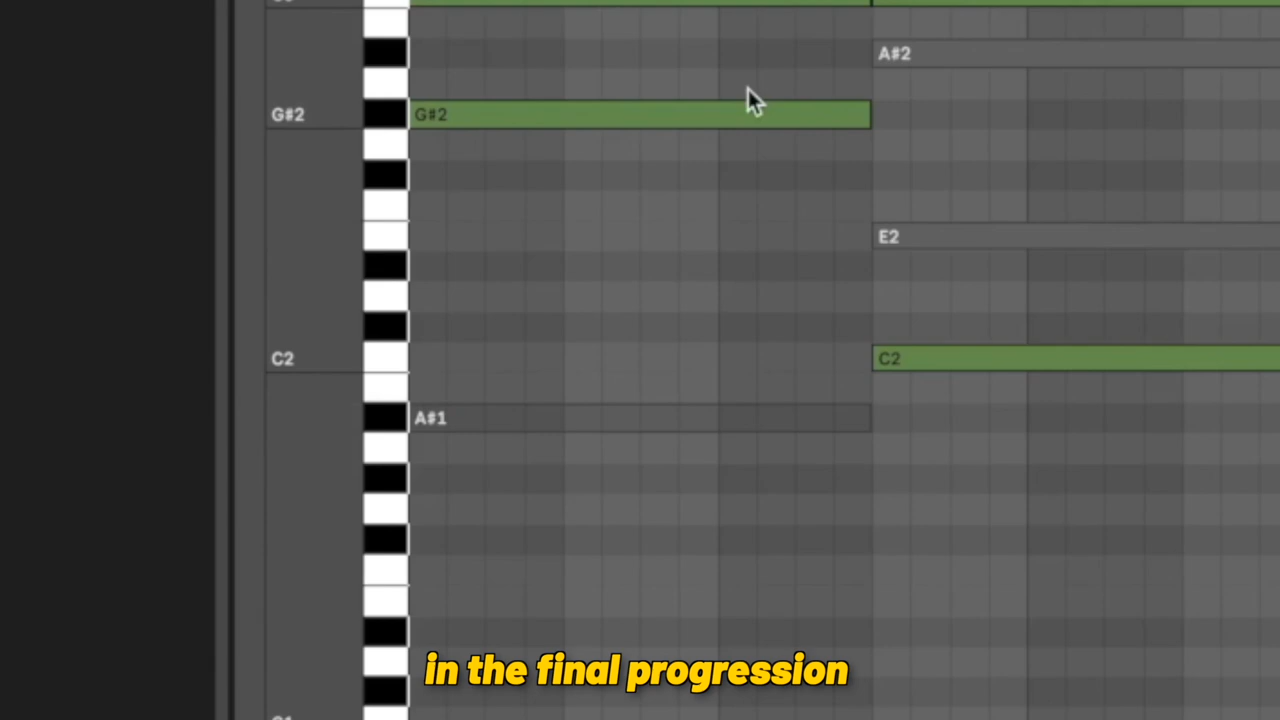 A#2
G#2 G#2
E2
C2 C2
A#1
in the final progression